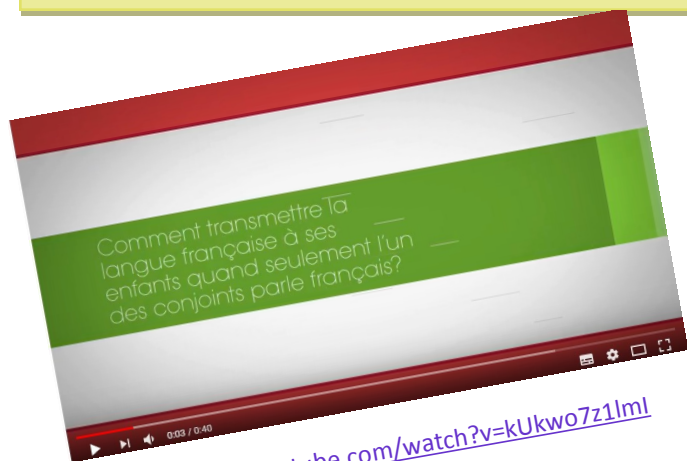 Comment transmettre la
langue française à ses
enfants quand seulement l'un
des conjoints parle français?
0:03 / 0:40
be.com/watch?v=kUkwo7z1lmI